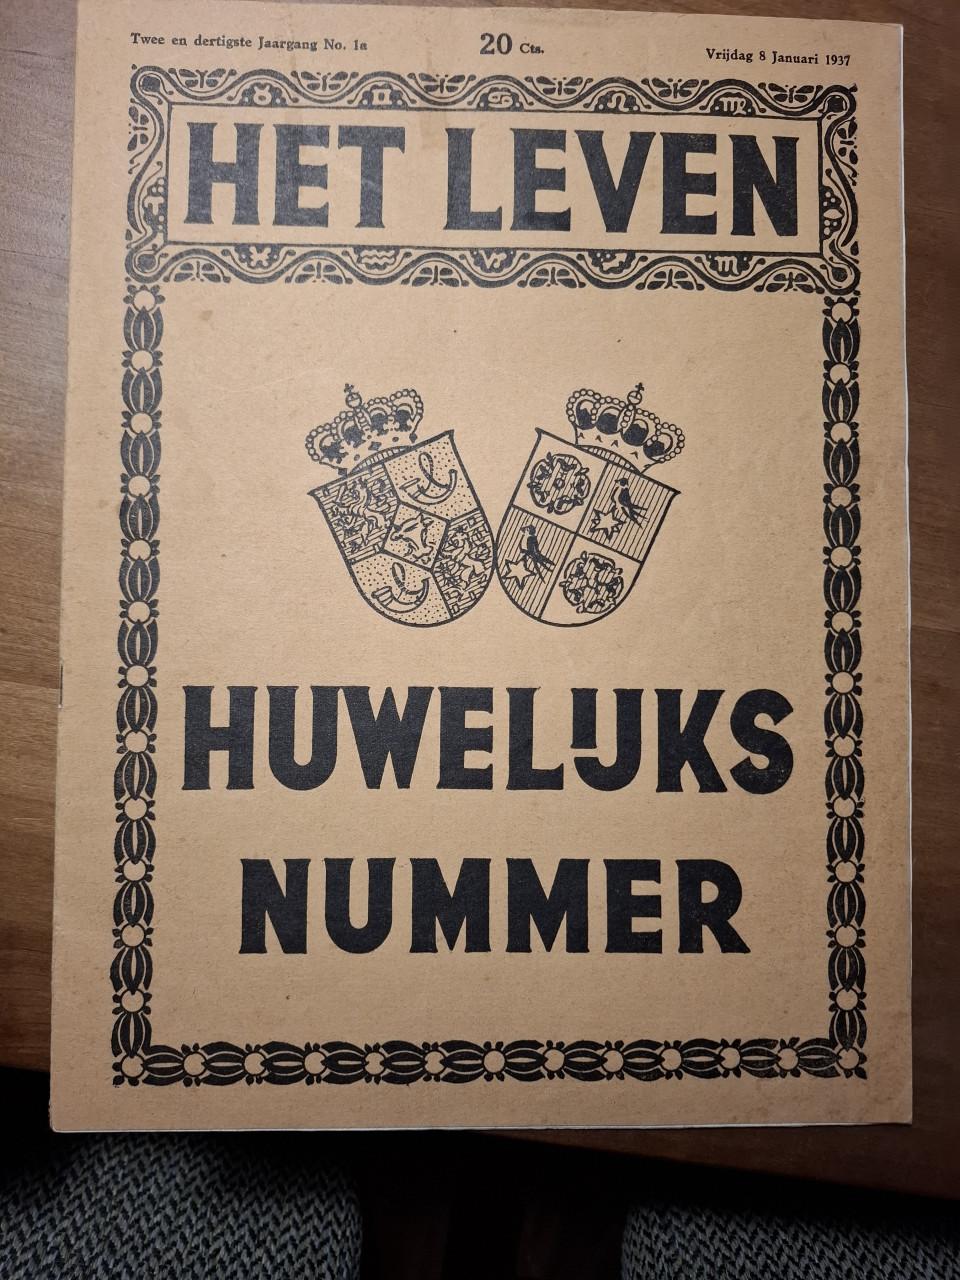 Twee en dertigste Jaargang No. 1a
20 Cts.
Vrijdag 8 Januari 1937
HET LEVEN
HUWELIJKS
NUMMER